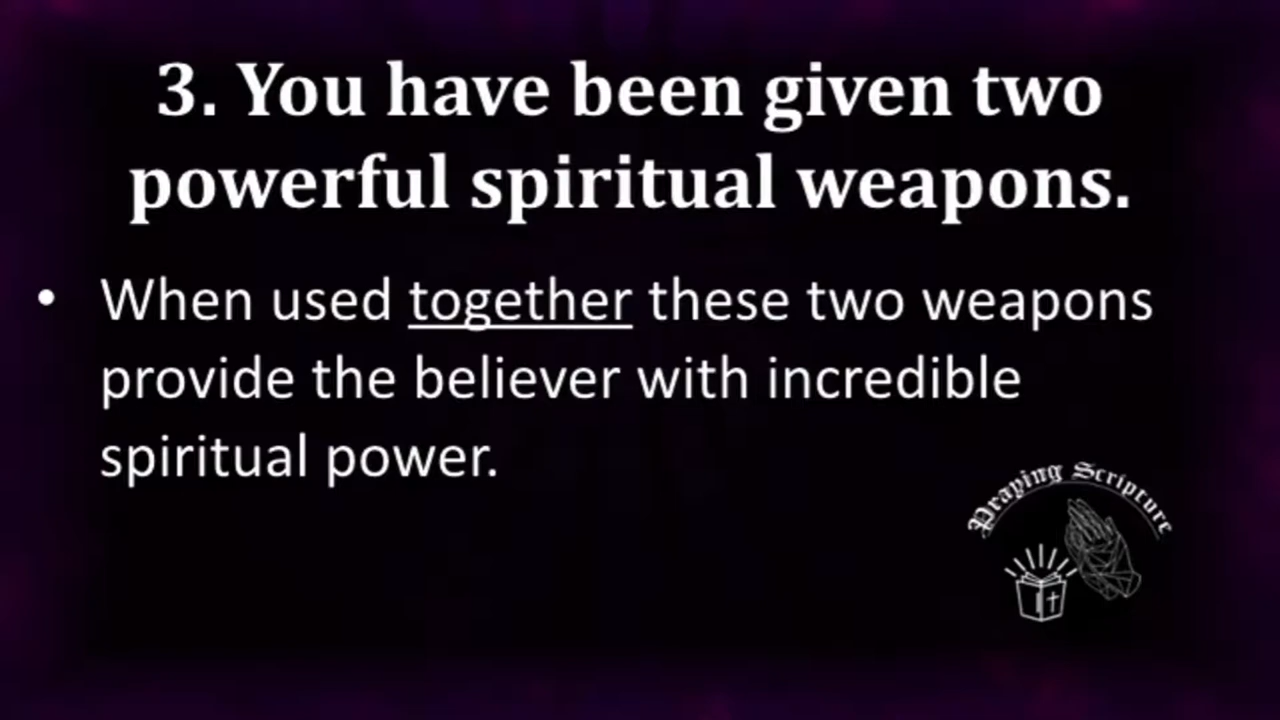 3. You have been given two
powerful spiritual weapons.
• When used together these two weapons
provide the believer with incredible
spiritual power.
Praying Scripture